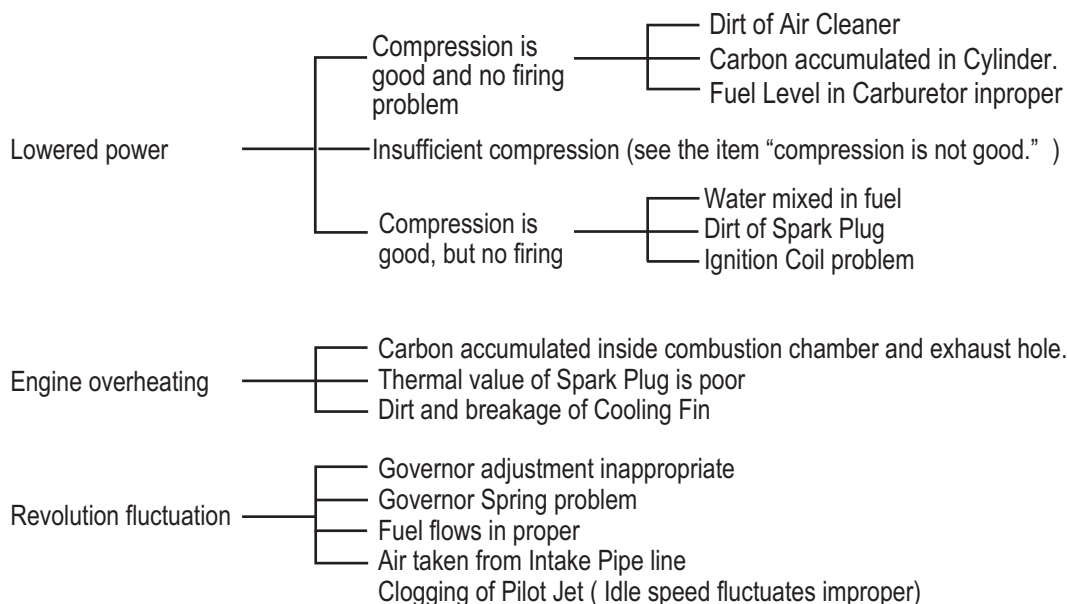 Lowered power
Compression is
good and no firing
problem
Dirt of Air Cleaner
Carbon accumulated in Cylinder.
Fuel Level in Carburetor inproper
Insufficient compression (see the item “compression is not good.” )
Compression is
good, but no firing
Water mixed in fuel
Dirt of Spark Plug
Ignition Coil problem
Engine overheating
Carbon accumulated inside combustion chamber and exhaust hole.
Thermal value of Spark Plug is poor
Dirt and breakage of Cooling Fin
Revolution fluctuation
Governor adjustment inappropriate
Governor Spring problem
Fuel flows in proper
Air taken from Intake Pipe line
Clogging of Pilot Jet ( Idle speed fluctuates improper)